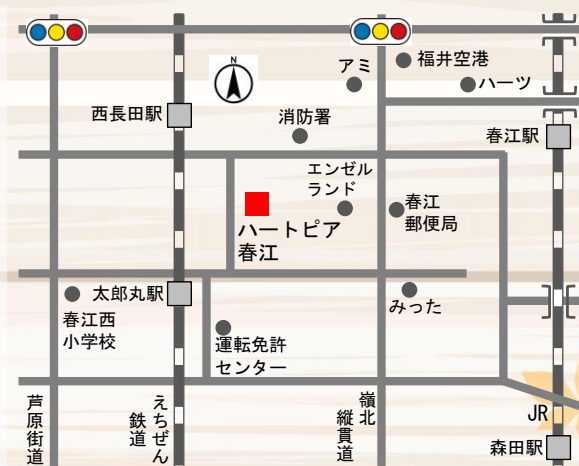 N
アミ
福井空港
ハーツ
西長田駅
消防署
春江駅
エンゼル
ランド
春江
郵便局
ハートピア
春江
太郎丸駅
みった
春江西
小学校
運転免許
センター
芦原街道
えちぜん
鉄道
嶺北
縦貫道
JR
森田駅